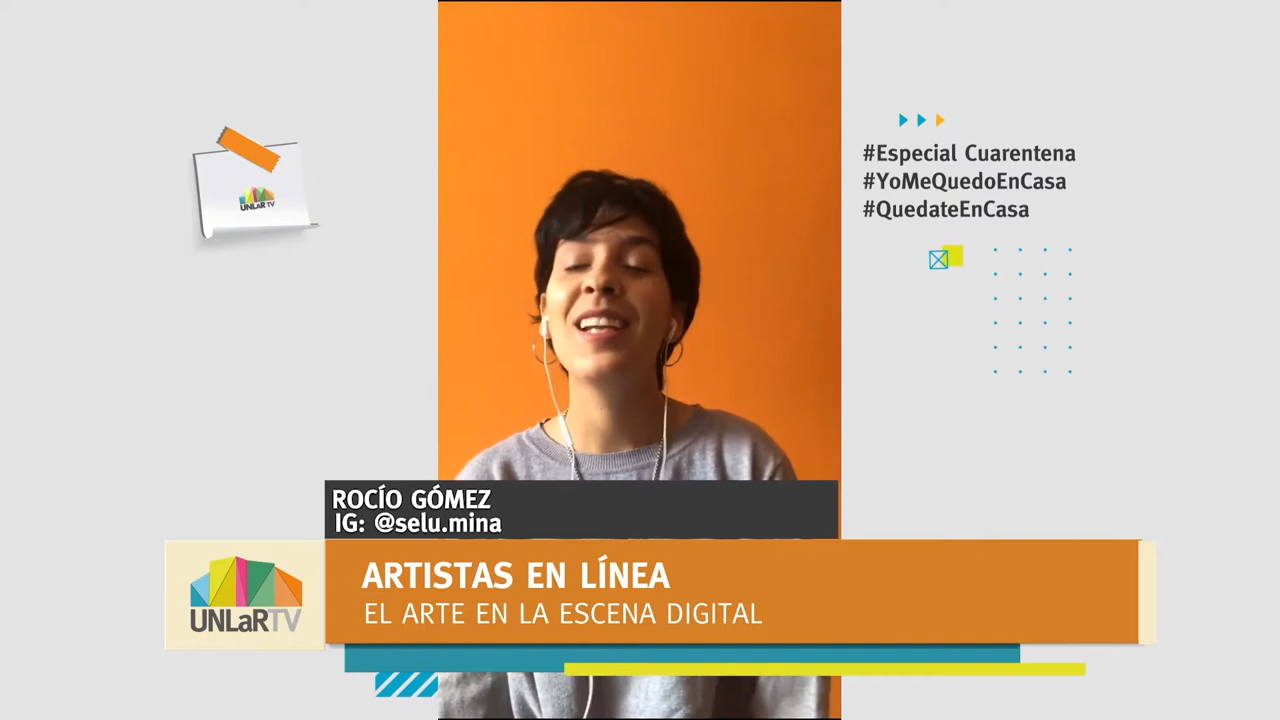 UNLaR TV
#Especial Cuarentena
#YoMeQuedoEnCasa
#QuedateEnCasa
ROCÍO GÓMEZ
IG: @selu.mina
UNLaRTV
ARTISTAS EN LÍNEA
EL ARTE EN LA ESCENA DIGITAL